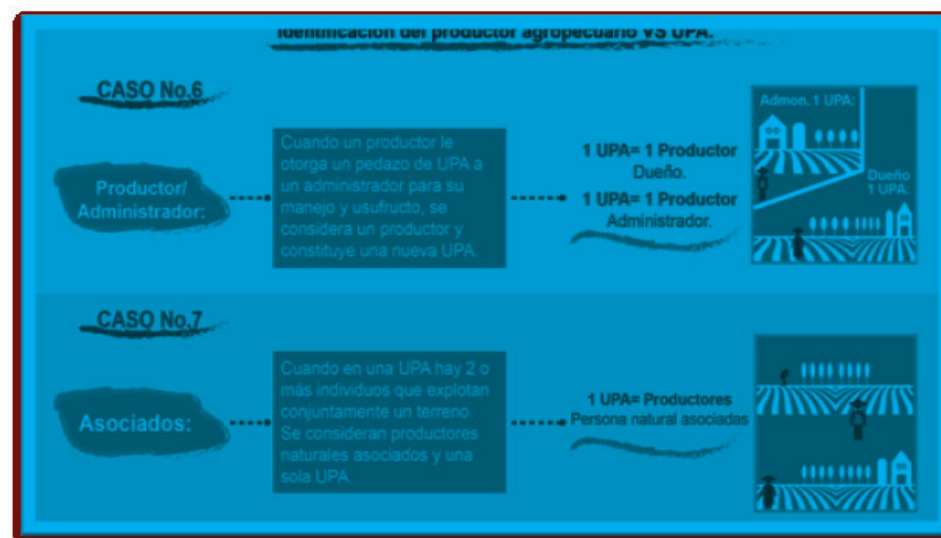 Identificación del productor agropecuario VS UPA.
CASO No.6
Productor/
Administrador:
Cuando un productor le
otorga un pedazo de UPA a
un administrador para su
manejo y usufructo, se
considera un productor y
constituye una nueva UPA.
1 UPA= 1 Productor
Dueño.
1 UPA= 1 Productor
Administrador.
Admon. 1 UPA:
Dueño
1 UPA:
CASO No.7
Asociados:
Cuando en una UPA hay 2 o
más individuos que explotan
conjuntamente un terreno.
Se consideran productores
naturales asociados y una
sola UPA.
1 UPA= Productores
Persona natural asociadas